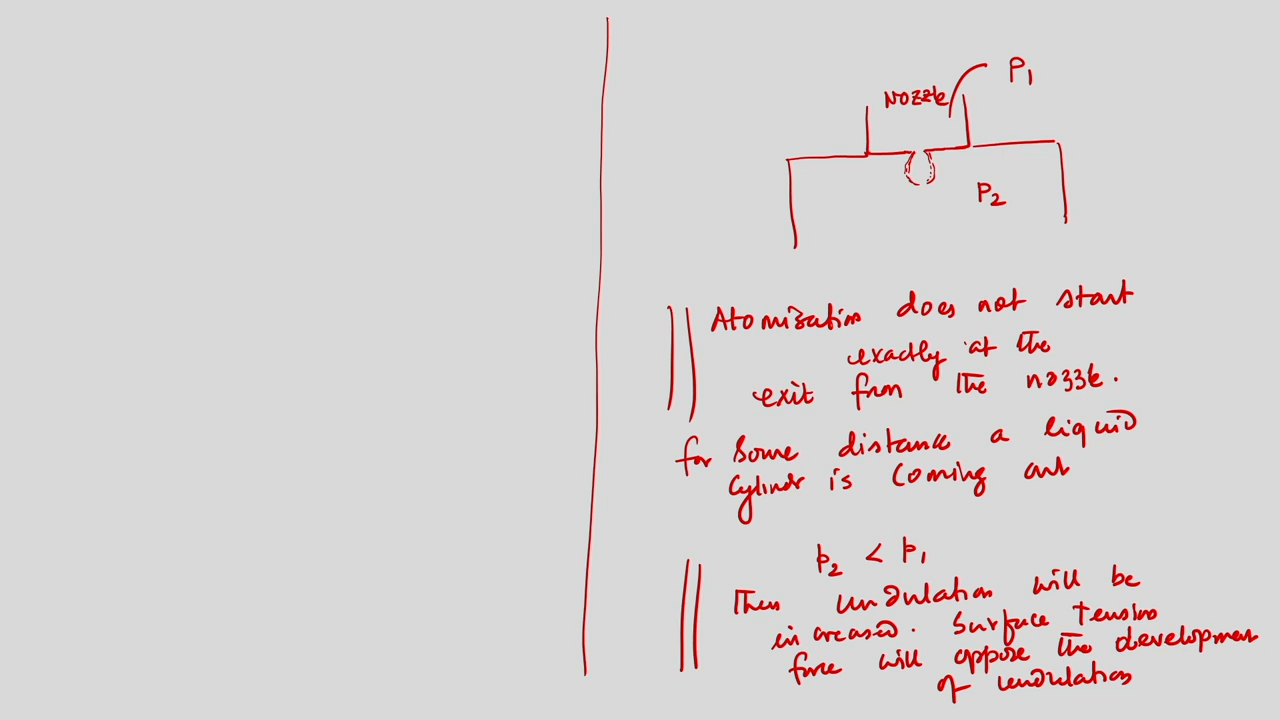 Nozzle
P1
P2
Atomization does not start
exactly at the
exit from the nozzle.
for some distance a liquid
Cylinder is coming out
P2 < P1
Then undulation will be
increased. Surface tension
force will oppose the development
of undulation